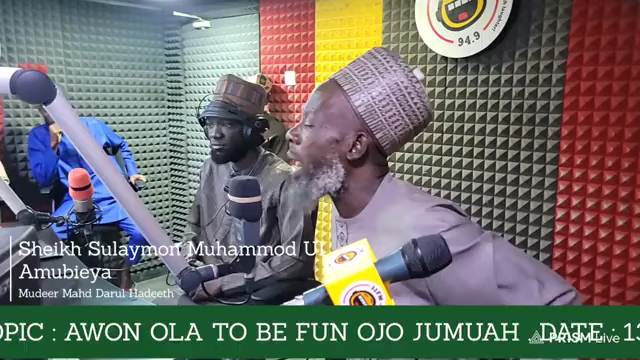 94.9
Sheikh Sulaymon Muhammod Ul
Amubieya
Mudeer Mahd Darul Hadeeth
OPIC : AWON OLA TO BE FUN OJO JUMUAH . DATE : 13
PRISM Live